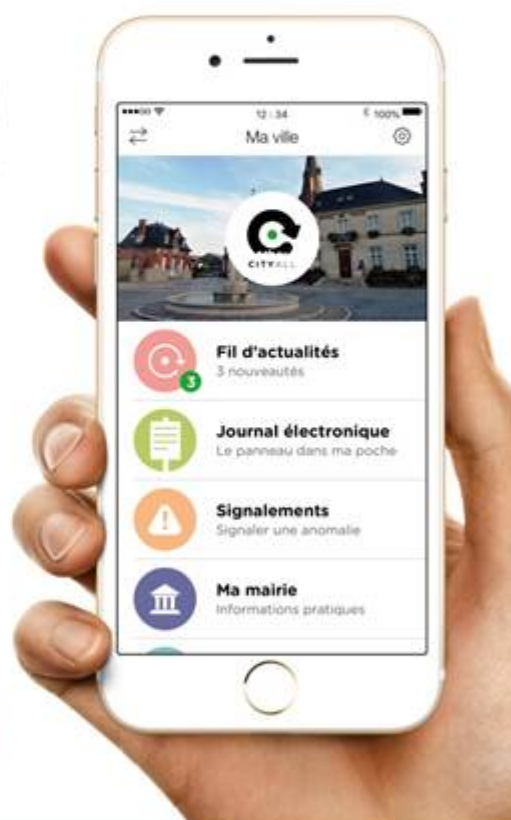 12:34
100%
Ma ville
CITYALL
Fil d'actualités
3 nouveautés
3
Journal électronique
Le panneau dans ma poche
Signalements
Signaler une anomalie
Ma mairie
Informations pratiques